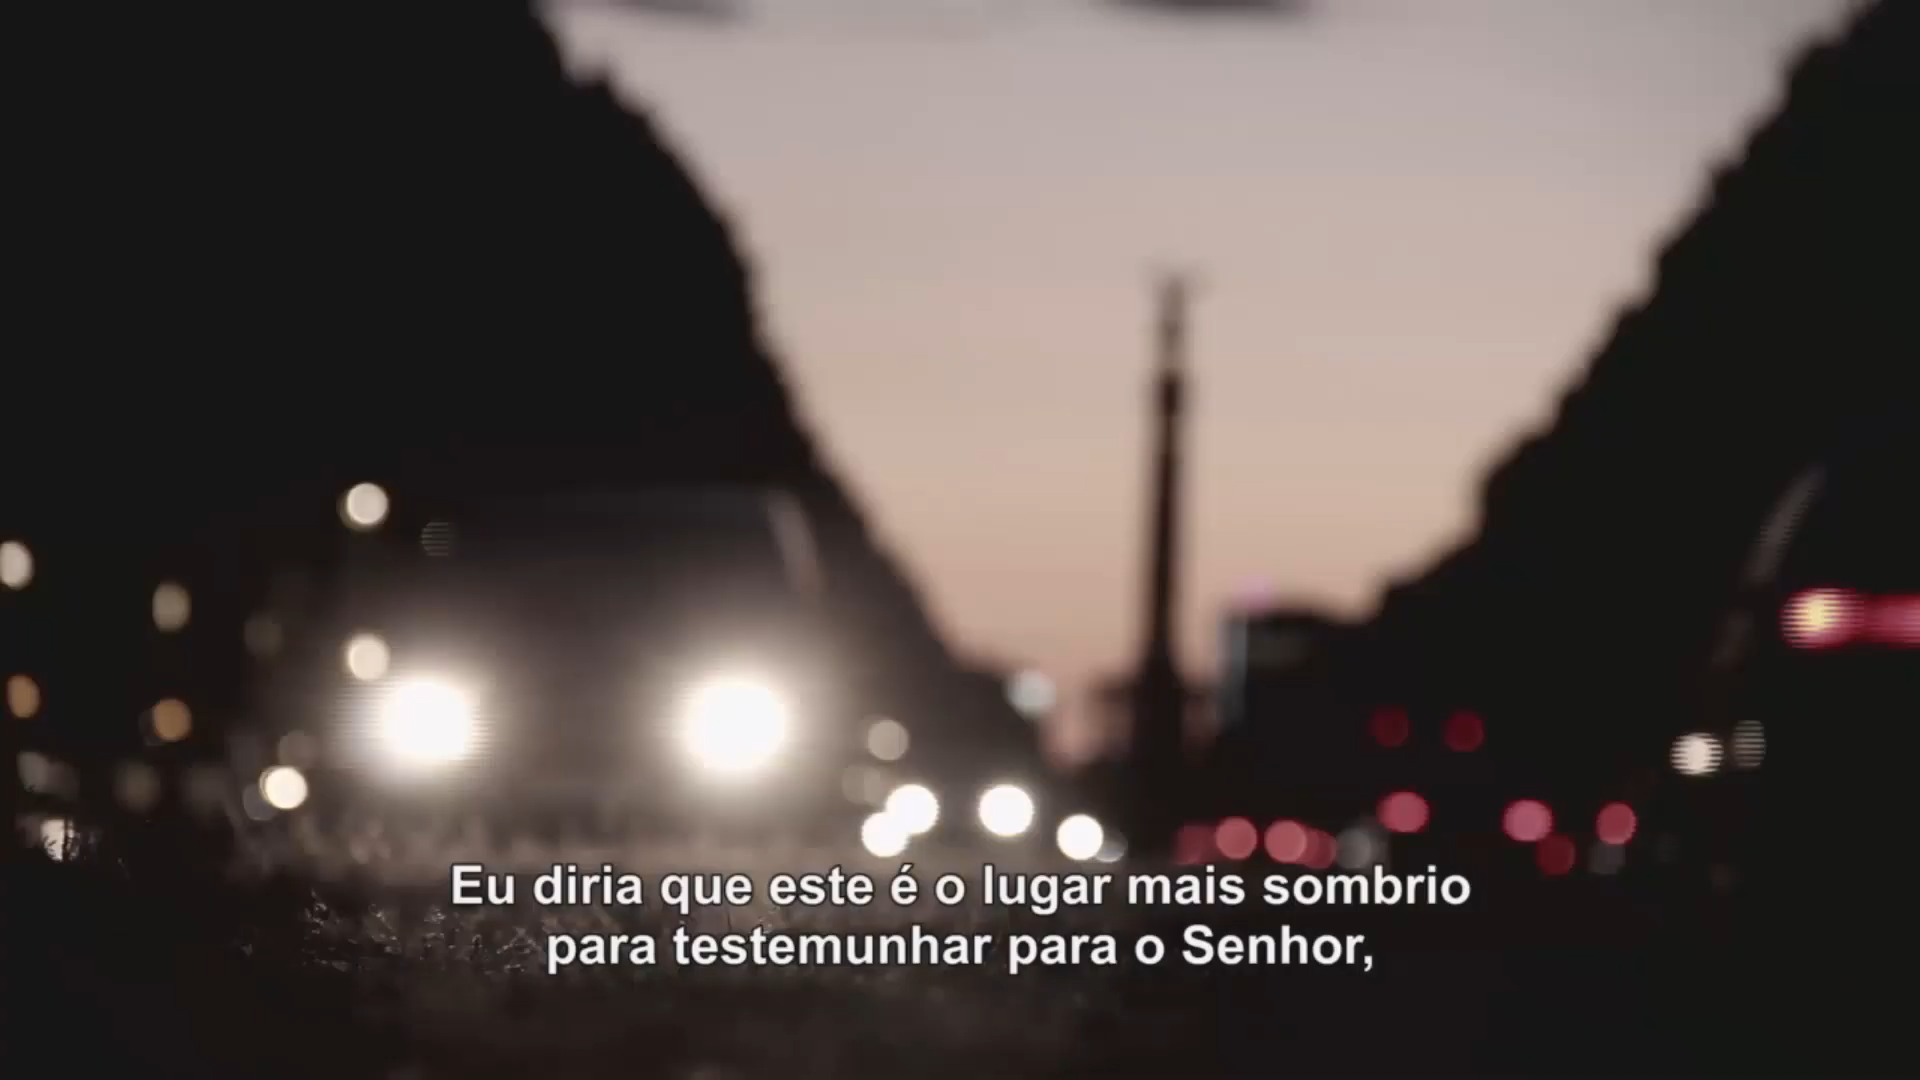 Eu diria que este é o lugar mais sombrio
para testemunhar para o Senhor,